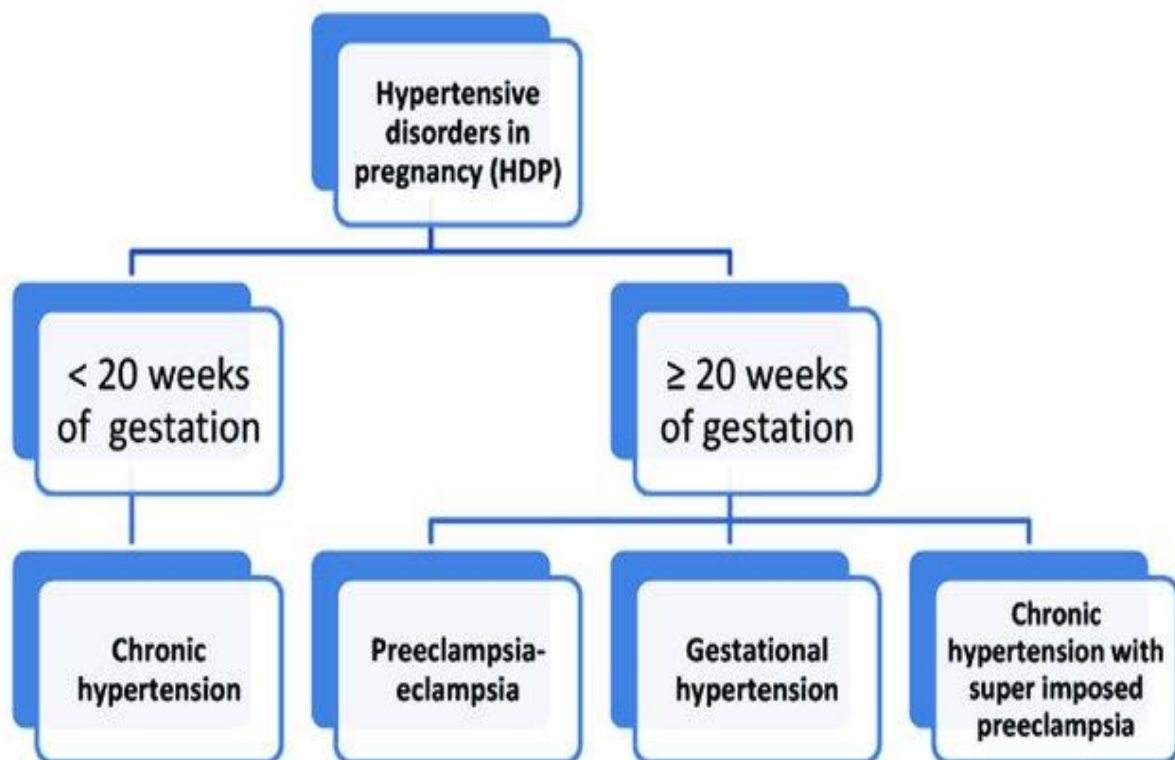 Hypertensive
disorders in
pregnancy (HDP)
< 20 weeks
of gestation
≥ 20 weeks
of gestation
Chronic
hypertension
Preeclampsia-
eclampsia
Gestational
hypertension
Chronic
hypertension with
super imposed
preeclampsia